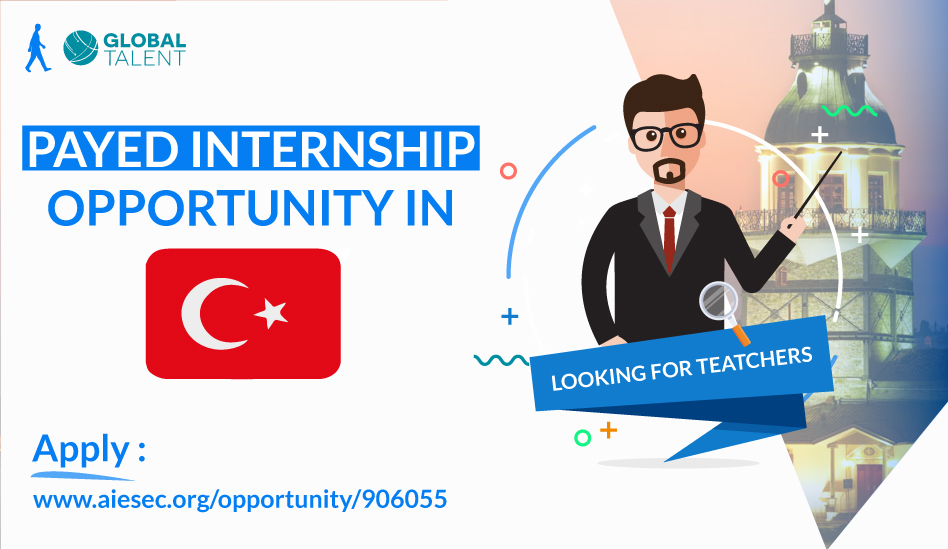 GLOBAL
TALENT
PAYED INTERNSHIP
OPPORTUNITY IN
LOOKING FOR TEATCHERS
Apply :
www.aiesec.org/opportunity/906055